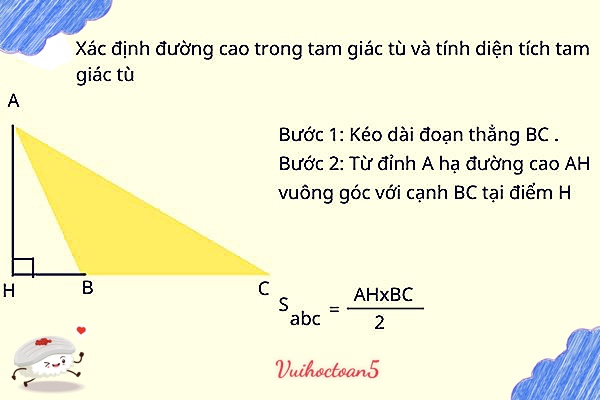 Xác định đường cao trong tam giác tù và tính diện tích tam
giác tù
A
Bước 1: Kéo dài đoạn thẳng BC .
Bước 2: Từ đỉnh A hạ đường cao AH
vuông góc với cạnh BC tại điểm H
H B C
S abc = AHxBC
2
Vuihoctoan5